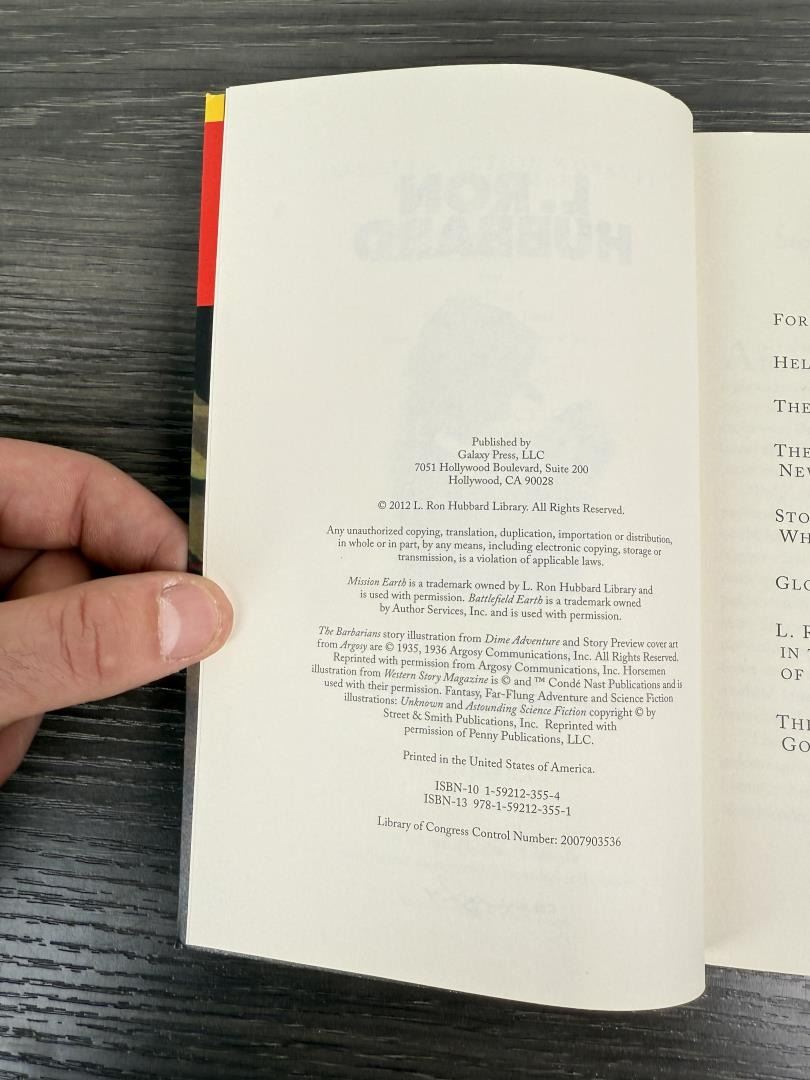 Published by
Galaxy Press, LLC
7051 Hollywood Boulevard, Suite 200
Hollywood, CA 90028
© 2012 L. Ron Hubbard Library. All Rights Reserved.
Any unauthorized copying, translation, duplication, importation or distribution,
in whole or in part, by any means, including electronic copying, storage or
transmission, is a violation of applicable laws.
Mission Earth is a trademark owned by L. Ron Hubbard Library and
is used with permission. Battlefield Earth is a trademark owned
by Author Services, Inc. and is used with permission.
The Barbarians story illustration from Dime Adventure and Story Preview cover art
from Argosy are © 1935, 1936 Argosy Communications, Inc. All Rights Reserved.
Reprinted with permission from Argosy Communications, Inc. Horsemen
illustration from Western Story Magazine is © and ™ Condé Nast Publications and is
used with their permission. Fantasy, Far-Flung Adventure and Science Fiction
illustrations: Unknown and Astounding Science Fiction copyright © by
Street & Smith Publications, Inc. Reprinted with
permission of Penny Publications, LLC.
Printed in the United States of America.
ISBN-10 1-59212-355-4
ISBN-13 978-1-59212-355-1
Library of Congress Control Number: 2007903536
L. RON
HUBBARD
FOR
HEL
THE
THE
NEV
STO
WH
GLO
L. R
IN T
OF
THE
GO